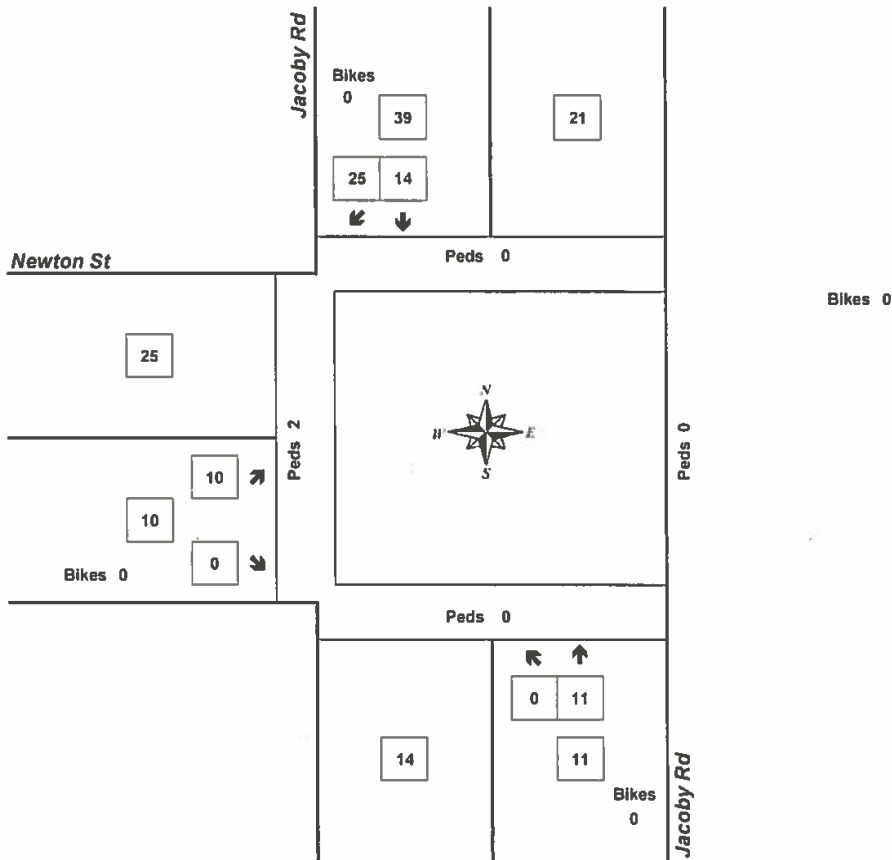 Jacoby Rd
Bikes
0
39
21
25 14
Peds 0
Newton St
Bikes 0
25
N
W E
S
Peds 2
Peds 0
10
10
0
Bikes 0
Peds 0
0 11
14
11
Bikes
0
Jacoby Rd